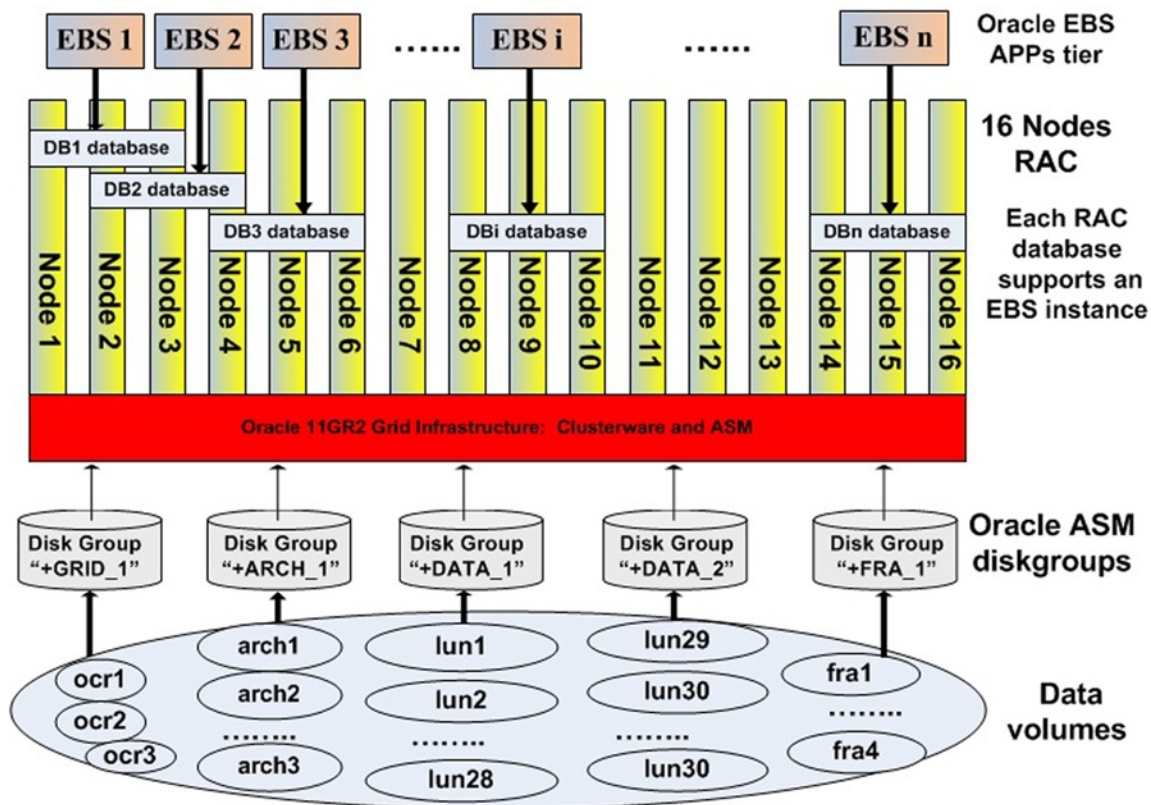 EBS 1
EBS 2
EBS 3
........
EBS i
......
EBS n
Oracle EBS
APPs tier
DB1 database
DB2 database
DB3 database
DBi database
DBn database
16 Nodes
RAC
Each RAC
database
supports an
EBS instance
Node 1
Node 2
Node 3
Node 4
Node 5
Node 6
Node 7
Node 8
Node 9
Node 10
Node 11
Node 12
Node 13
Node 14
Node 15
Node 16
Oracle 11GR2 Grid Infrastructure: Clusterware and ASM
Disk Group
“+GRID_1”
Disk Group
“+ARCH_1”
Disk Group
“+DATA_1”
Disk Group
“+DATA_2”
Disk Group
“+FRA_1”
Oracle ASM
diskgroups
ocr1
ocr2
ocr3
arch1
arch2
........
arch3
lun1
lun2
........
lun28
lun29
lun30
........
lun30
fra1
........
fra4
Data
volumes